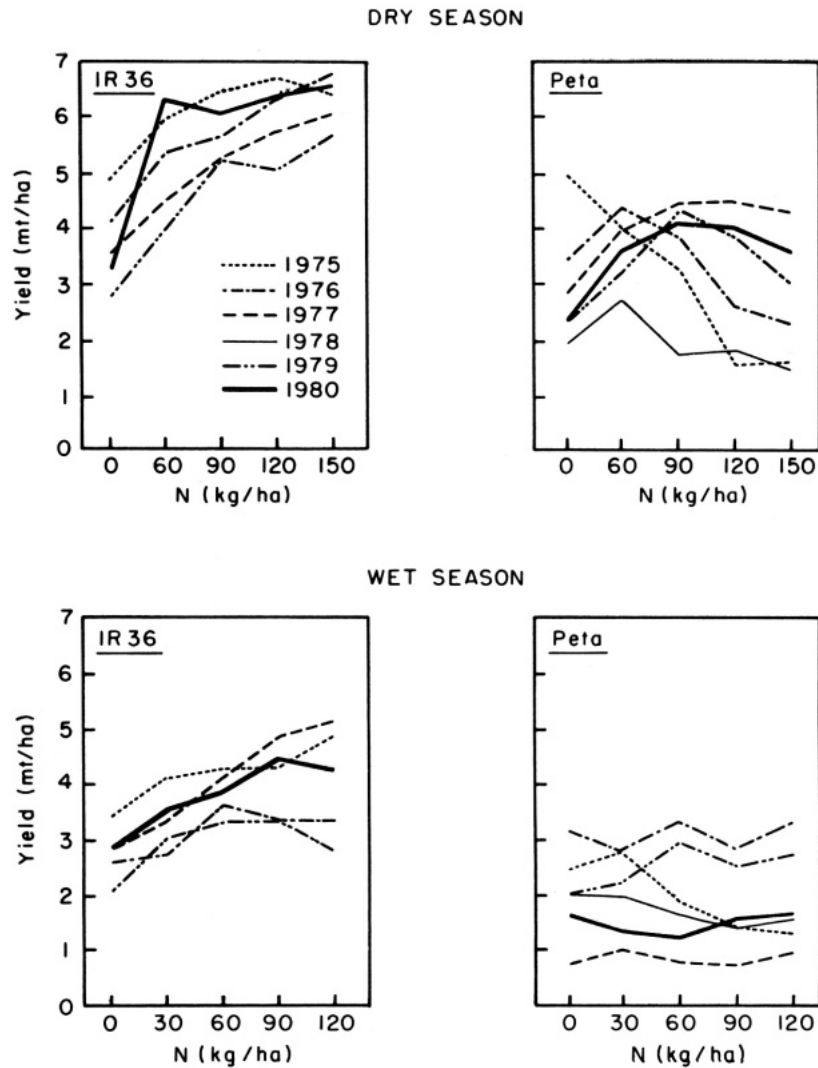 DRY SEASON
IR 36
Peta
Yield (mt/ha)
7
6
5
4
3
2
1
0
1975
1976
1977
1978
1979
1980
0 60 90 120 150
N (kg/ha)
0 60 90 120 150
N (kg/ha)
WET SEASON
IR 36
Peta
Yield (mt/ha)
7
6
5
4
3
2
1
0
0 30 60 90 120
N (kg/ha)
0 30 60 90 120
N (kg/ha)